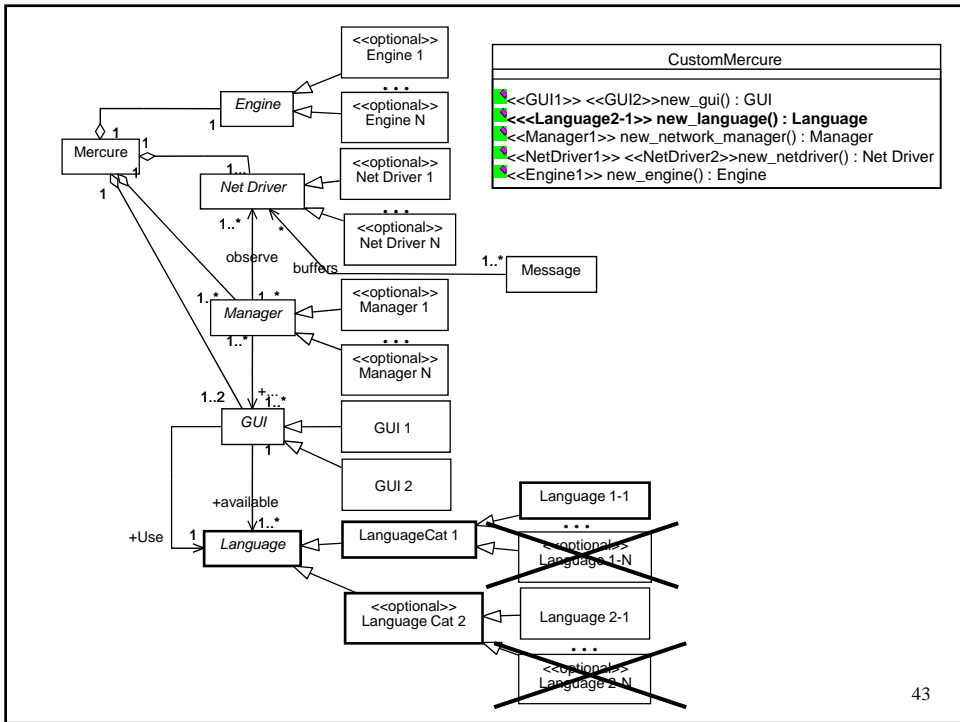 <<optional>>
Engine 1
. . .
<<optional>>
Engine N
Engine
1
1
Mercure
1
1
1
1...
Net Driver
<<optional>>
Net Driver 1
. . .
<<optional>>
Net Driver N
1..*
*
observe
buffers
1..*
Message
1..*
1..*
Manager
1..*
<<optional>>
Manager 1
. . .
<<optional>>
Manager N
+...
1..2
1..*
GUI
1
GUI 1
GUI 2
+available
+Use
1
1..*
Language
LanguageCat 1
Language 1-1
. . .
<<optional>>
Language 1-N
<<optional>>
Language Cat 2
Language 2-1
. . .
<<optional>>
Language 2-N
CustomMercure
<<GUI1>> <<GUI2>>new_gui() : GUI
<<<Language2-1>> new_language() : Language
<<Manager1>> new_network_manager() : Manager
<<NetDriver1>> <<NetDriver2>>new_netdriver() : Net Driver
<<Engine1>> new_engine() : Engine
43